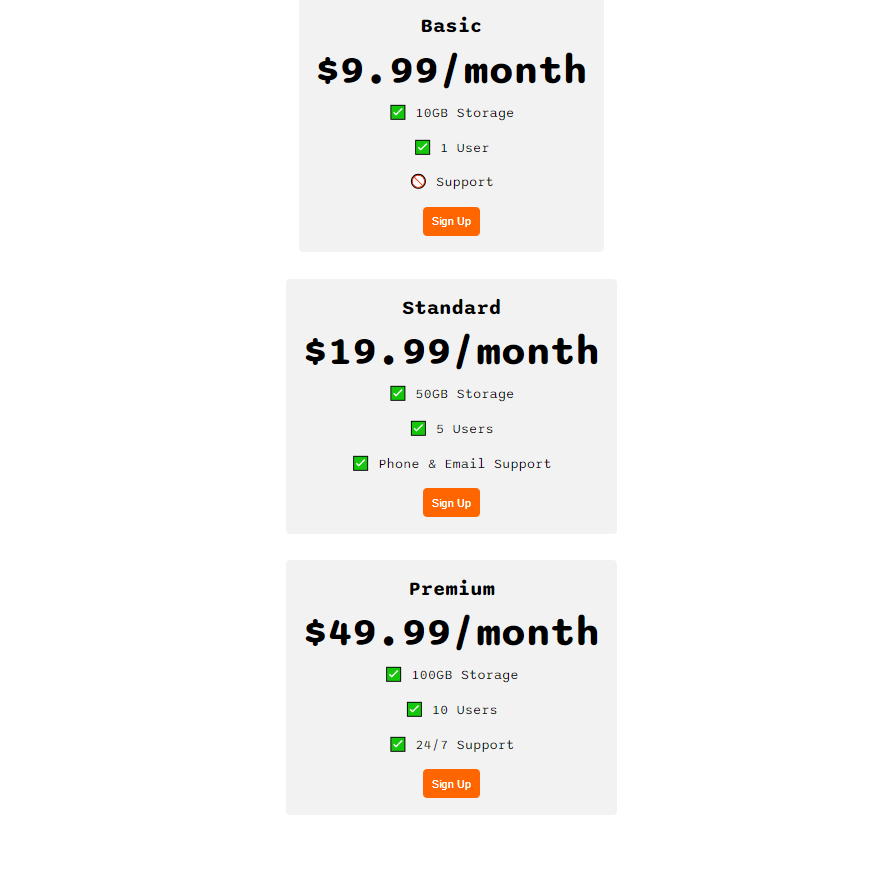 Basic
$9.99/month
✅ 10GB Storage
✅ 1 User
🚫 Support
Sign Up
Standard
$19.99/month
✅ 50GB Storage
✅ 5 Users
✅ Phone & Email Support
Sign Up
Premium
$49.99/month
✅ 100GB Storage
✅ 10 Users
✅ 24/7 Support
Sign Up